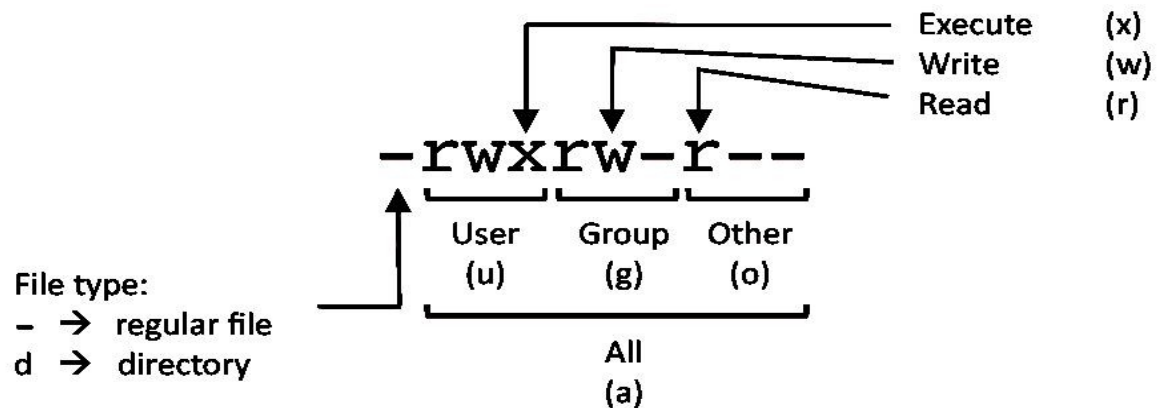 Execute (x)
Write (w)
Read (r)
-rwxrw-r--
User Group Other
(u) (g) (o)
File type:
- → regular file
d → directory
All
(a)